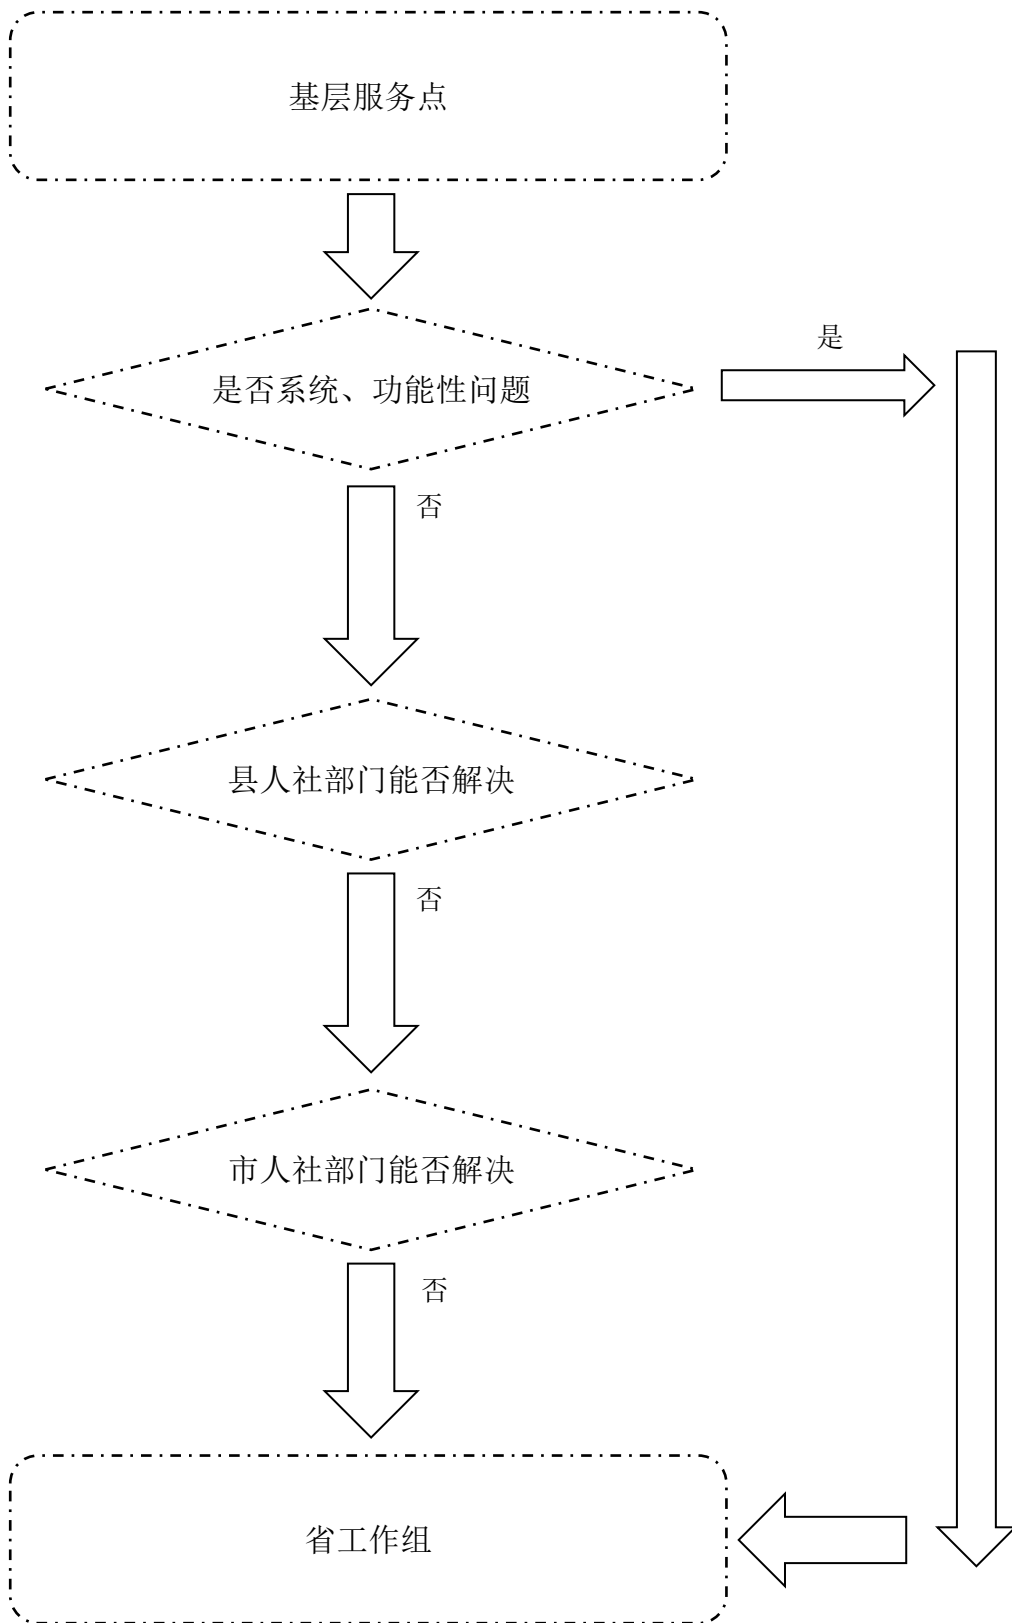 基层服务点
是
是否系统、功能性问题
否
县人社部门能否解决
否
市人社部门能否解决
否
省工作组